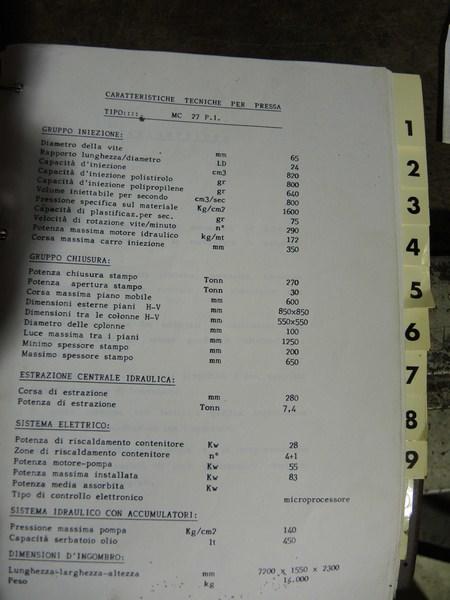 CARATTERISTICHE TECNICHE PER PRESSA
TIPO:::: MC 27 P.I.
GRUPPO INIEZIONE:
Diametro della vite mm 65
Rapporto lunghezza/diametro LD 24
Capacità d'iniezione cm3 820
Capacità d'iniezione polistirolo gr 800
Capacità d'iniezione polipropilene gr 640
Volume iniettabile per secondo cm3/sec 800
Pressione specifica sul materiale Kg/cm2 1600
Capacità di plastificaz.per sec. gr 75
Velocità di rotazione vite/minuto n° 290
Potenza massima motore idraulico kg/mt 172
Corsa massima carro iniezione mm 350
GRUPPO CHIUSURA:
Potenza chiusura stampo Tonn 270
Potenza apertura stampo Tonn 30
Corsa massima piano mobile mm 600
Dimensioni esterne piani H-V mm 850x850
Dimensioni tra le colonne H-V mm 550x550
Diametro delle cplonne mm 100
Luce massima tra i piani mm 1250
Minimo spessore stampo mm 200
Massimo spessore stampo mm 650
ESTRAZIONE CENTRALE IDRAULICA:
Corsa di estrazione mm 280
Potenza di estrazione Tonn 7,4
SISTEMA ELETTRICO:
Potenza di riscaldamento contenitore Kw 28
Zone di riscaldamento contenitore n° 4+1
Potenza motore-pompa Kw 55
Potenza massima installata Kw 83
Potenza media assorbita Kw
Tipo di controllo elettronico microprocessore
SISTEMA IDRAULICO CON ACCUMULATORI:
Pressione massima pompa Kg/cm2 140
Capacità serbatoio olio lt 450
DIMENSIONI D'INGOMBRO:
Lunghezza-larghezza-altezza mm 7200 x 1550 x 2300
Peso kg
1
2
3
4
5
6
7
8
9